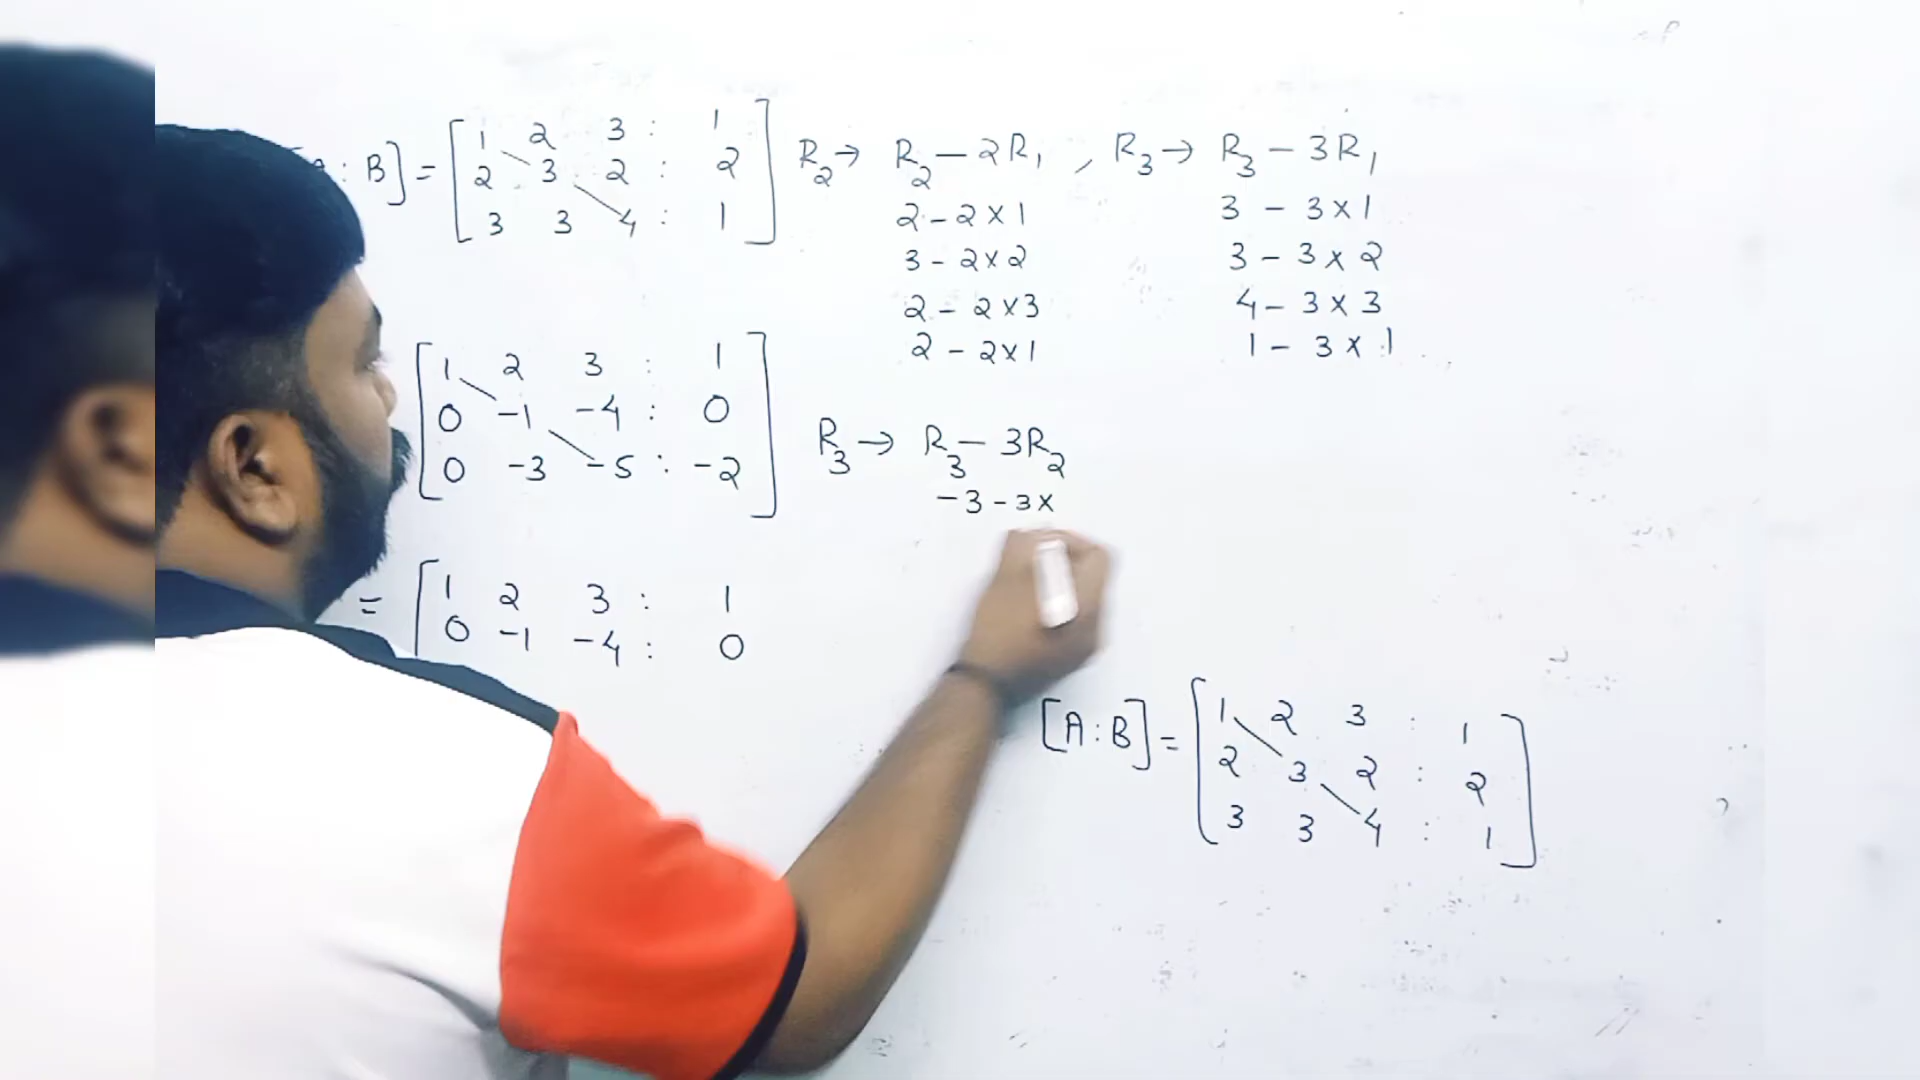 : B] = [1 2 3 : 1
2 3 2 : 2
3 3 4 : 1]
R₂ → R₂ - 2R₁ , R₃ → R₃ - 3R₁
2 - 2 × 1
3 - 2 × 2
2 - 2 × 3
2 - 2 × 1
3 - 3 × 1
3 - 3 × 2
4 - 3 × 3
1 - 3 × 1
[1 2 3 : 1
0 -1 -4 : 0
0 -3 -5 : -2]
R₃ → R₃ - 3R₂
-3 - 3 ×
= [1 2 3 : 1
0 -1 -4 : 0
[A : B] = [1 2 3 : 1
2 3 2 : 2
3 3 4 : 1]